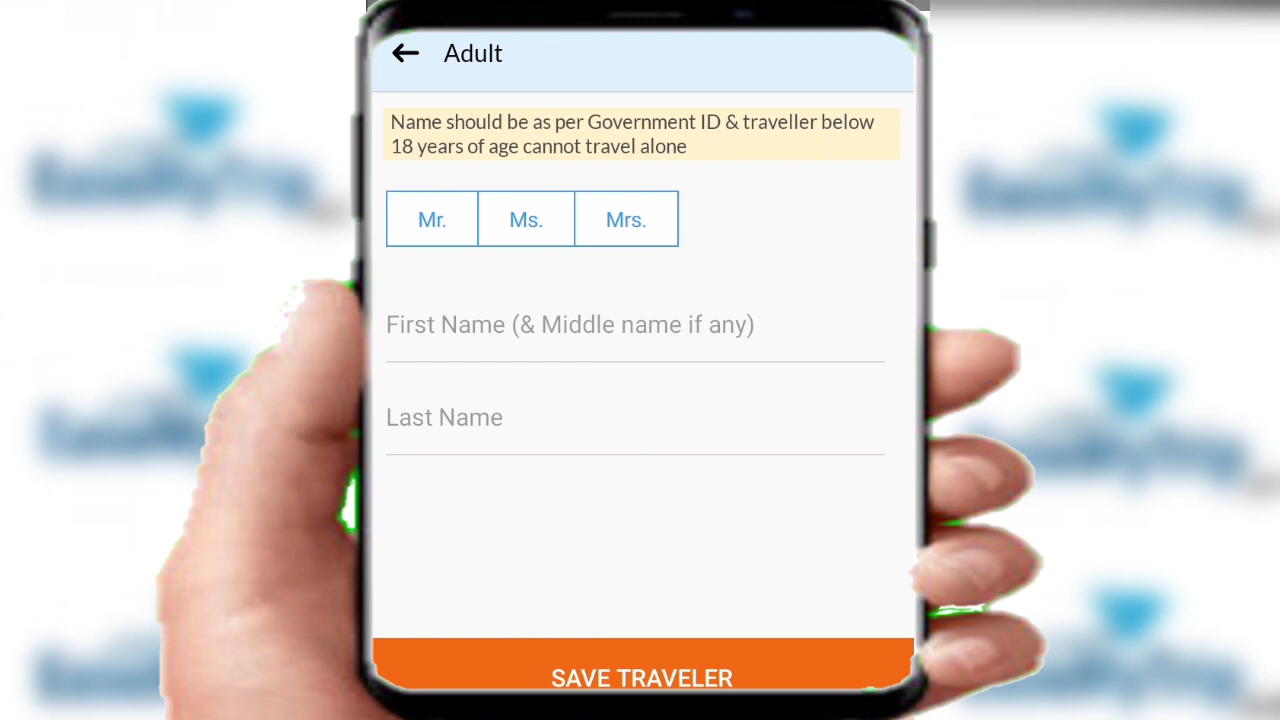 Adult
Name should be as per Government ID & traveller below
18 years of age cannot travel alone
Mr.
Ms.
Mrs.
First Name (& Middle name if any)
Last Name
SAVE TRAVELER